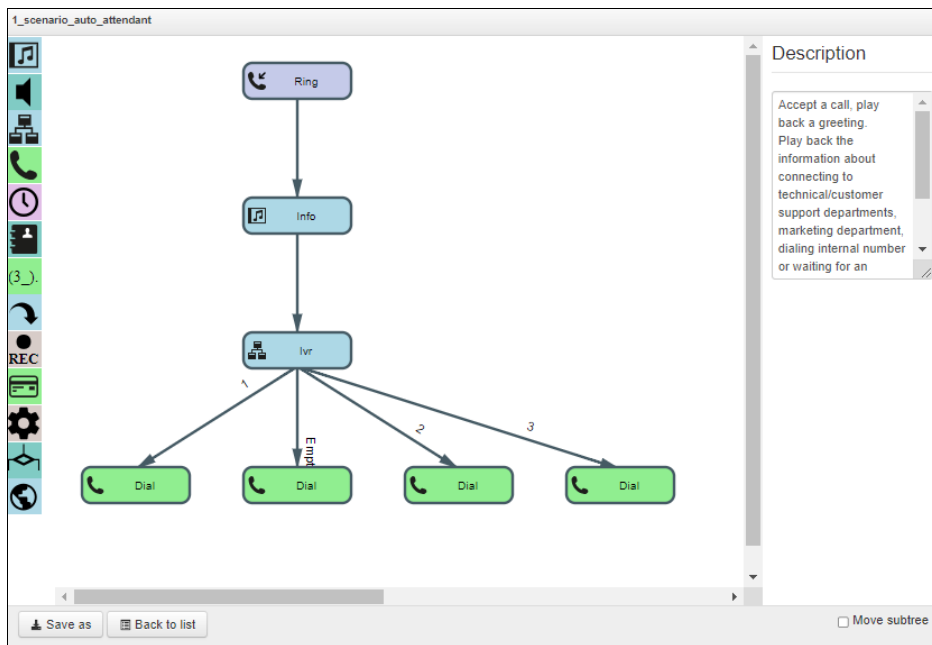 1_scenario_auto_attendant
Description
Accept a call, play
back a greeting.
Play back the
information about
connecting to
technical/customer
support departments,
marketing department,
dialing internal number
or waiting for an
Ring
Info
Ivr
1
Empt
2
3
Dial
Dial
Dial
Dial
(3_).
REC
Save as
Back to list
Move subtree